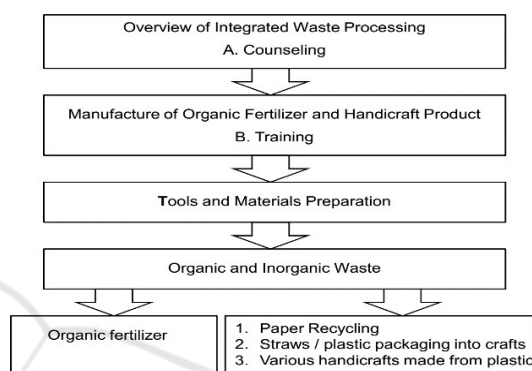 Overview of Integrated Waste Processing
A. Counseling
Manufacture of Organic Fertilizer and Handicraft Product
B. Training
Tools and Materials Preparation
Organic and Inorganic Waste
Organic fertilizer
1. Paper Recycling
2. Straws / plastic packaging into crafts
3. Various handicrafts made from plastic